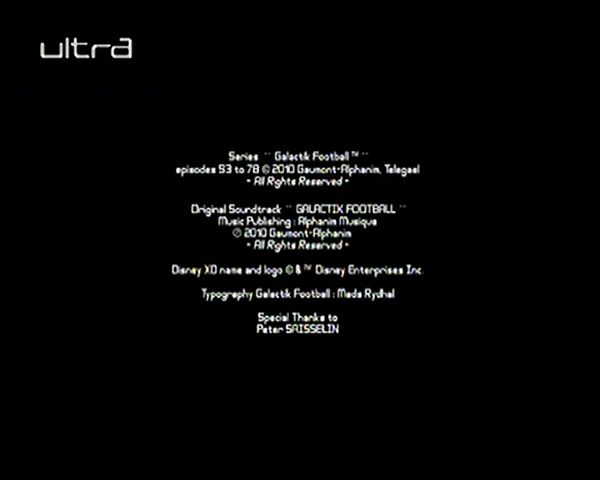 ultra
Series `` Galactik Football™ ``
episodes 53 to 78 © 2010 Gaumont-Alphanim, Telegael
- All Rights Reserved -
Original Soundtrack `` GALACTIX FOOTBALL ``
Music Publishing : Alphanim Musique
℗ 2010 Gaumont-Alphanim
- All Rights Reserved -
Disney XD name and logo © & ™ Disney Enterprises Inc.
Typography Galactik Football : Mads Rydhal
Special Thanks to
Peter SAISSELIN